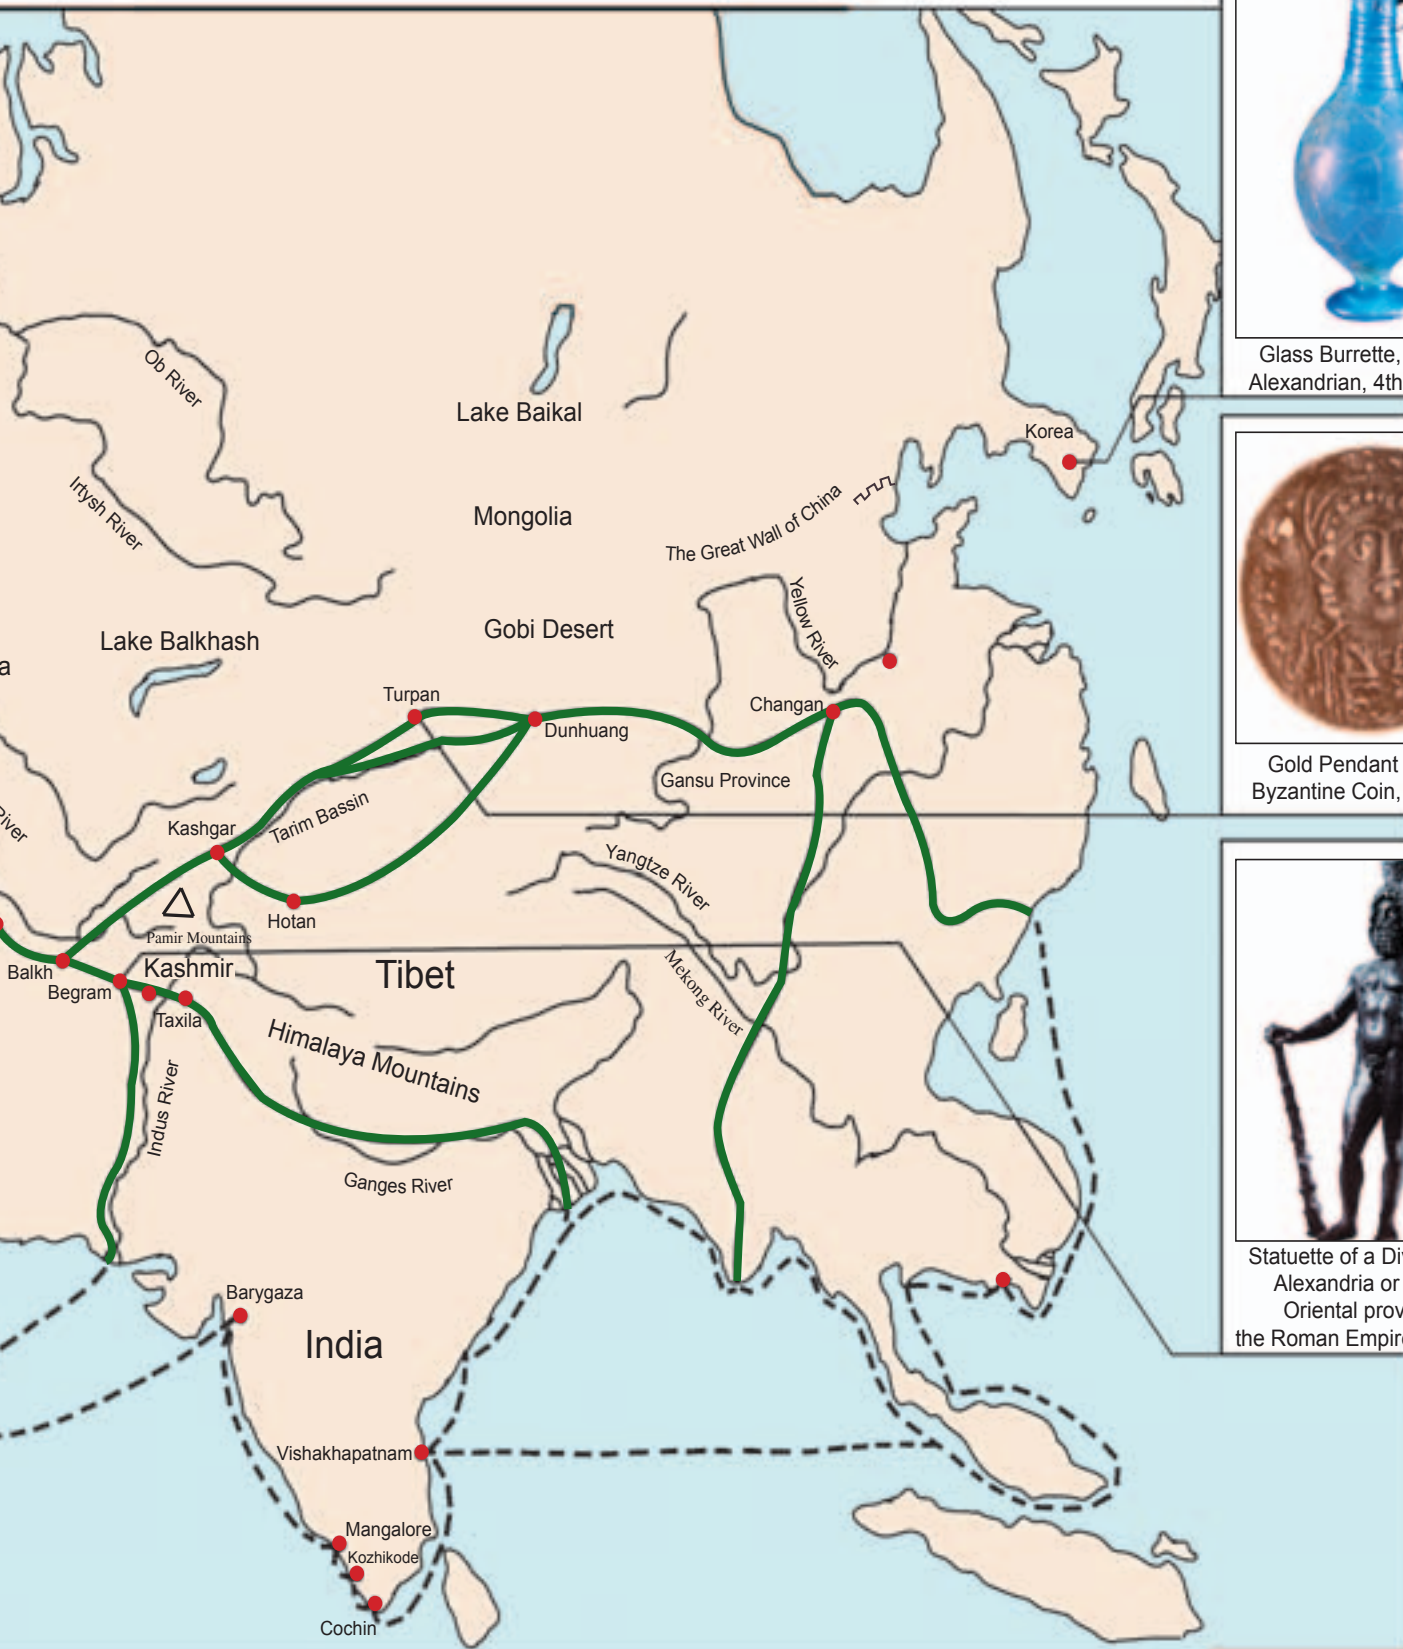 Glass Burrette,
Alexandrian, 4th
Ob River
Lake Baikal
Korea
Irtysh River
The Great Wall of China
Mongolia
Yellow River
Gobi Desert
Lake Balkhash
a
Turpan
Changan
Dunhuang
Gold Pendant
Byzantine Coin,
Gansu Province
Tarim Bassin
River
Kashgar
Yangtze River
Hotan
Pamir Mountains
Balkh
Kashmir
Tibet
Begram
Mekong River
Taxila
Himalaya Mountains
Indus River
Ganges River
Statuette of a Di
Alexandria or
Oriental prov
the Roman Empire
Barygaza
India
Vishakhapatnam
Mangalore
Kozhikode
Cochin